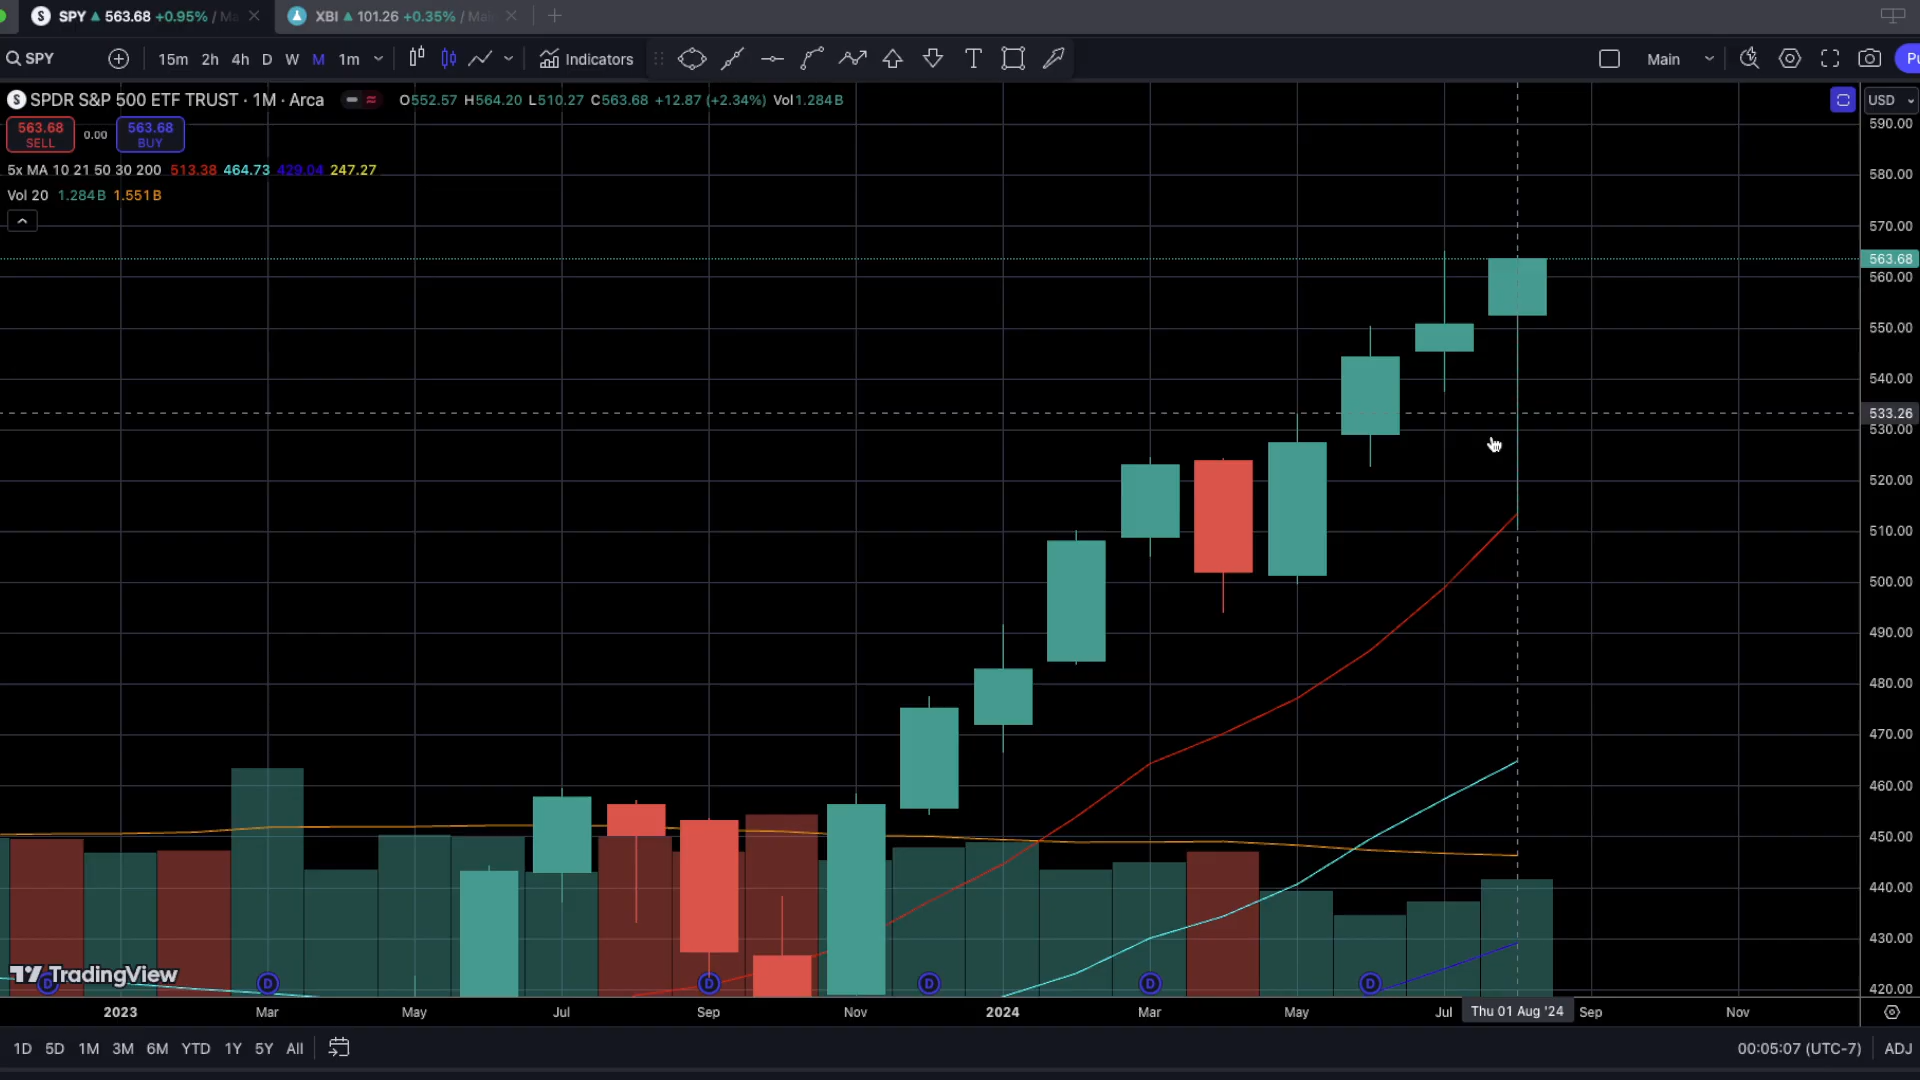 SPY ▲ 563.68 +0.95% / Ma
XBI ▲ 101.26 +0.35% / Mai
SPY
15m 2h 4h D W M 1m
Indicators
Main
SPDR S&P 500 ETF TRUST · 1M · Arca
O552.57 H564.20 L510.27 C563.68 +12.87 (+2.34%) Vol1.284B
USD
563.68
SELL
0.00
563.68
BUY
5x MA 10 21 50 30 200 513.38 464.73 429.04 247.27
Vol 20 1.284B 1.551B
590.00
580.00
570.00
563.68
560.00
550.00
540.00
533.26
530.00
520.00
510.00
500.00
490.00
480.00
470.00
460.00
450.00
440.00
430.00
420.00
TradingView
D D D D D D
2023 Mar May Jul Sep Nov 2024 Mar May Jul Thu 01 Aug '24 Sep Nov
1D 5D 1M 3M 6M YTD 1Y 5Y All
00:05:07 (UTC-7)
ADJ